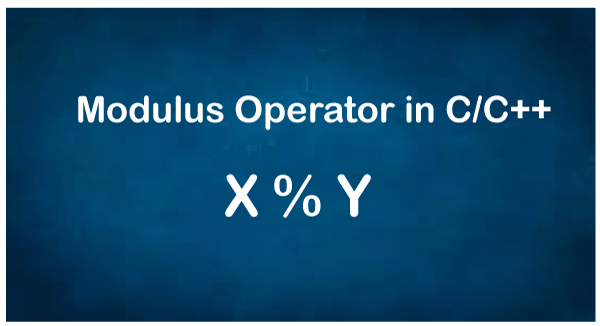 Modulus Operator in C/C++
X % Y